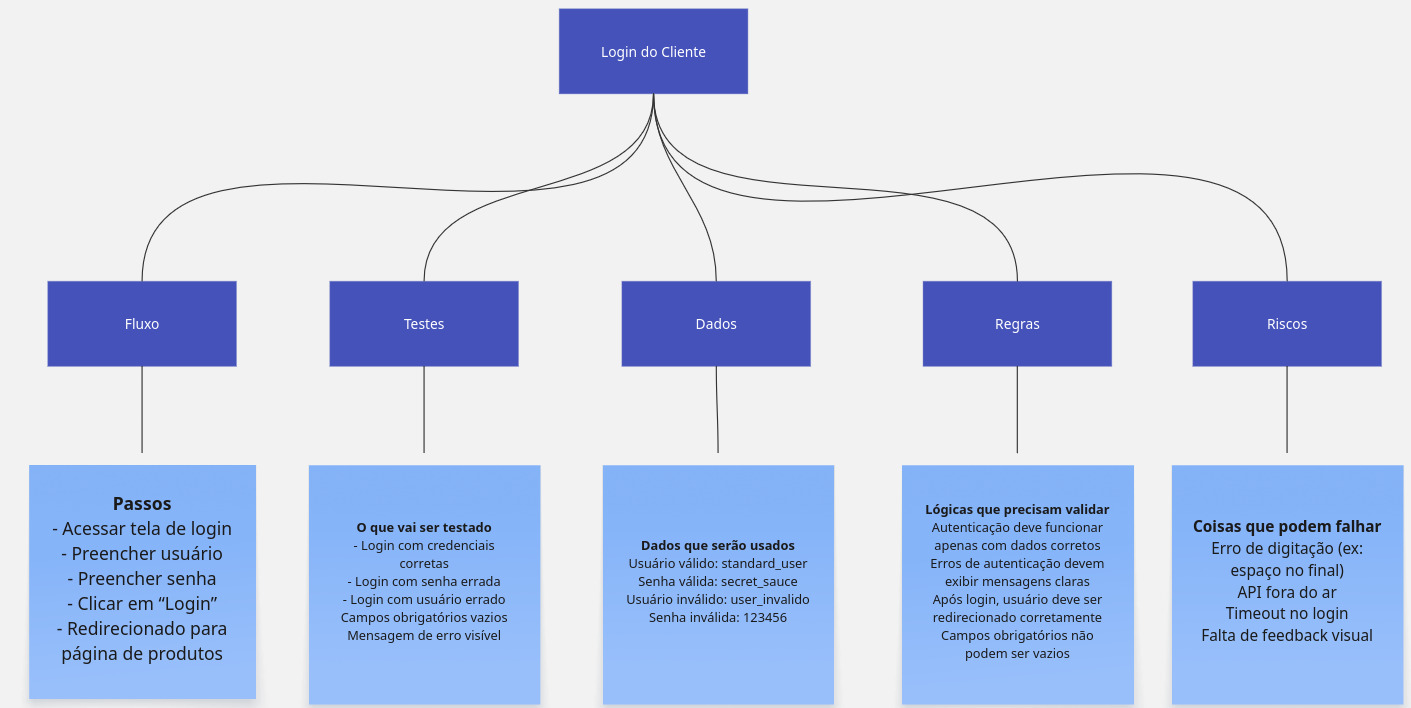 Login do Cliente
Fluxo
Testes
Dados
Regras
Riscos
Passos
- Acessar tela de login
- Preencher usuário
- Preencher senha
- Clicar em “Login”
- Redirecionado para
página de produtos
O que vai ser testado
- Login com credenciais
corretas
- Login com senha errada
- Login com usuário errado
Campos obrigatórios vazios
Mensagem de erro visível
Dados que serão usados
Usuário válido: standard_user
Senha válida: secret_sauce
Usuário inválido: user_invalido
Senha inválida: 123456
Lógicas que precisam validar
Autenticação deve funcionar
apenas com dados corretos
Erros de autenticação devem
exibir mensagens claras
Após login, usuário deve ser
redirecionado corretamente
Campos obrigatórios não
podem ser vazios
Coisas que podem falhar
Erro de digitação (ex:
espaço no final)
API fora do ar
Timeout no login
Falta de feedback visual